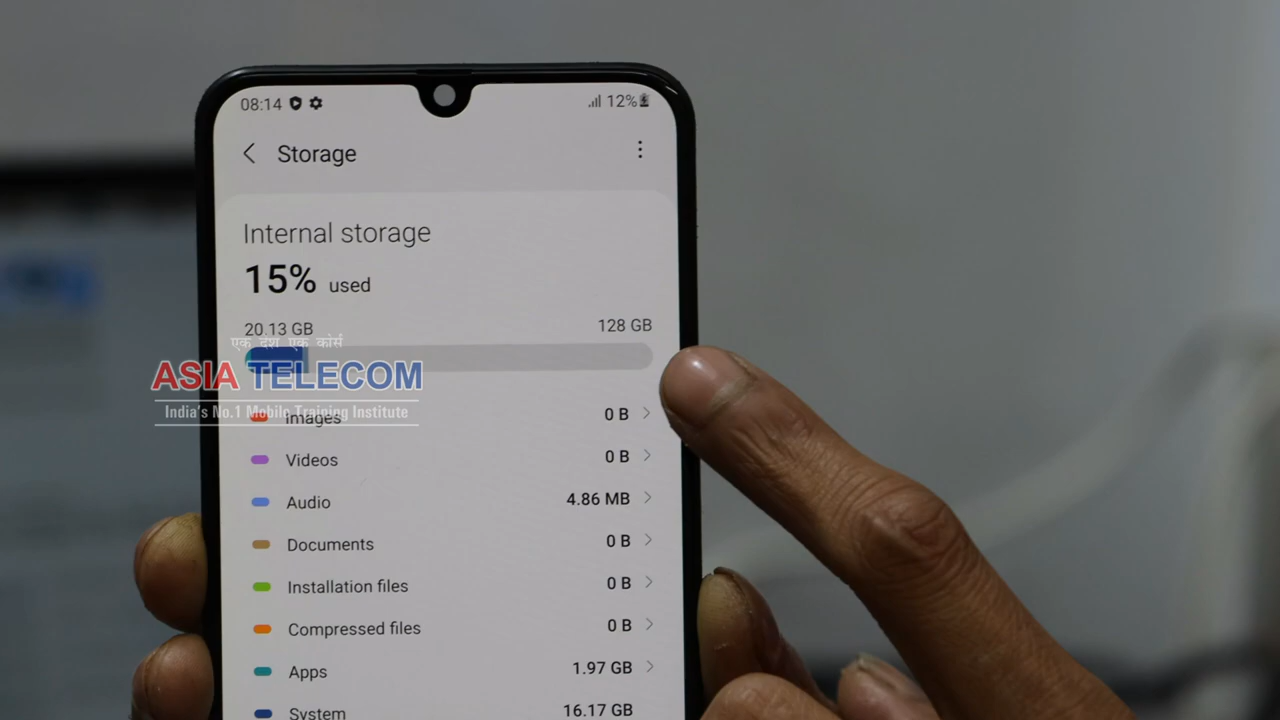 08:14
12%
Storage
Internal storage
15% used
20.13 GB
128 GB
एक देश एक कोर्स
ASIA TELECOM
India's No.1 Mobile Training Institute
Images 0 B
Videos 0 B
Audio 4.86 MB
Documents 0 B
Installation files 0 B
Compressed files 0 B
Apps 1.97 GB
System 16.17 GB